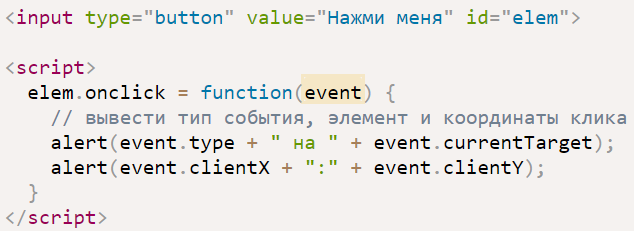 <input type="button" value="Нажми меня" id="elem">
<script>
elem.onclick = function(event) {
// вывести тип события, элемент и координаты клика
alert(event.type + " на " + event.currentTarget);
alert(event.clientX + ":" + event.clientY);
}
</script>